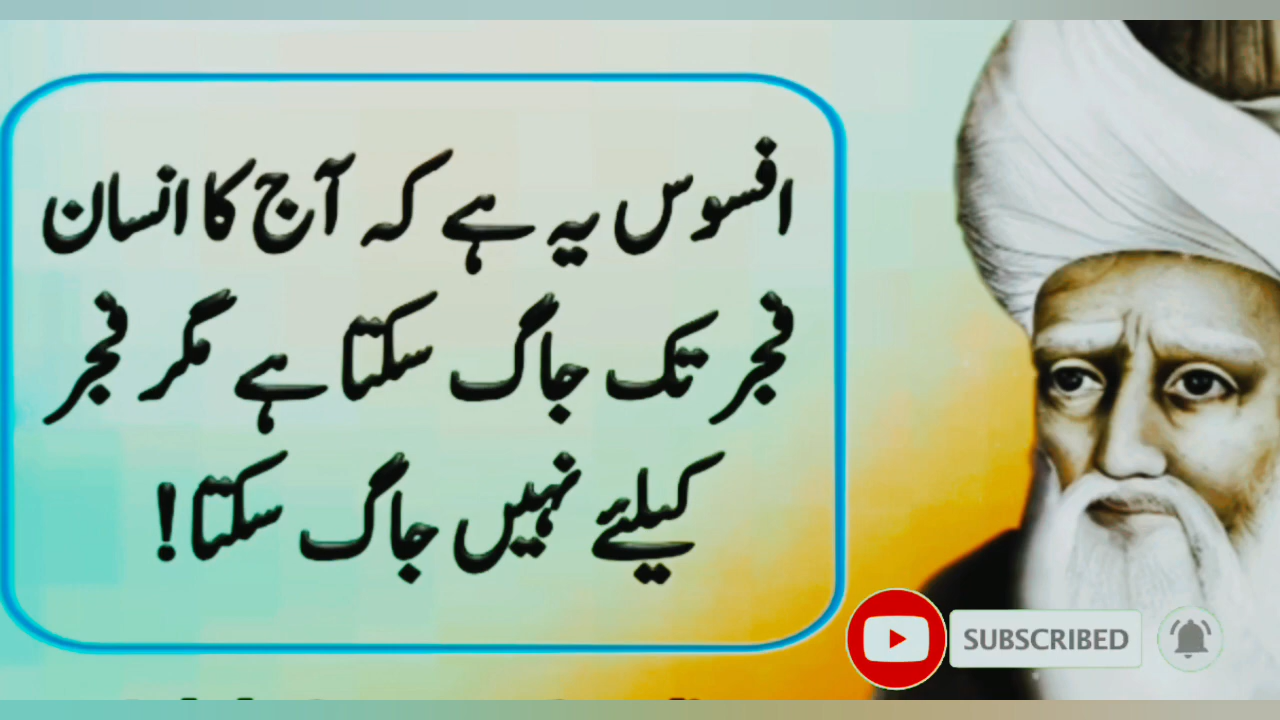 افسوس یہ ہے کہ آج کا انسان
فجر تک جاگ سکتا ہے مگر فجر
کیلئے نہیں جاگ سکتا!
SUBSCRIBED